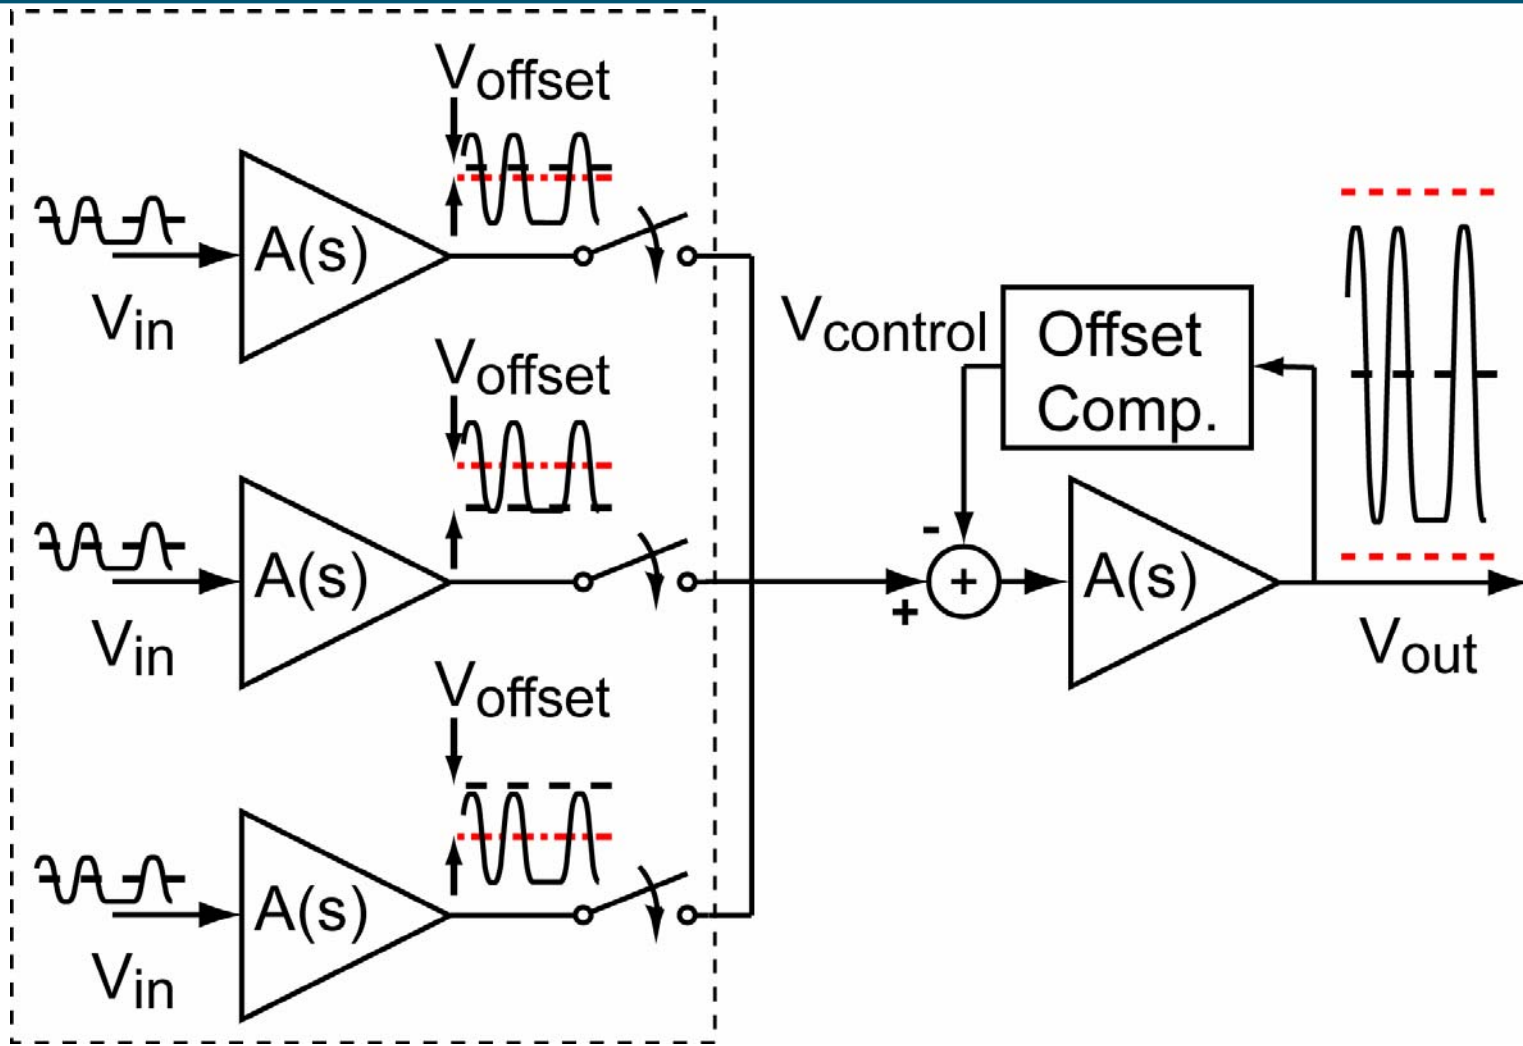 Voffset
A(s)
Vin
Voffset
A(s)
Vin
Voffset
A(s)
Vin
Vcontrol
Offset
Comp.
-
+
+
A(s)
Vout